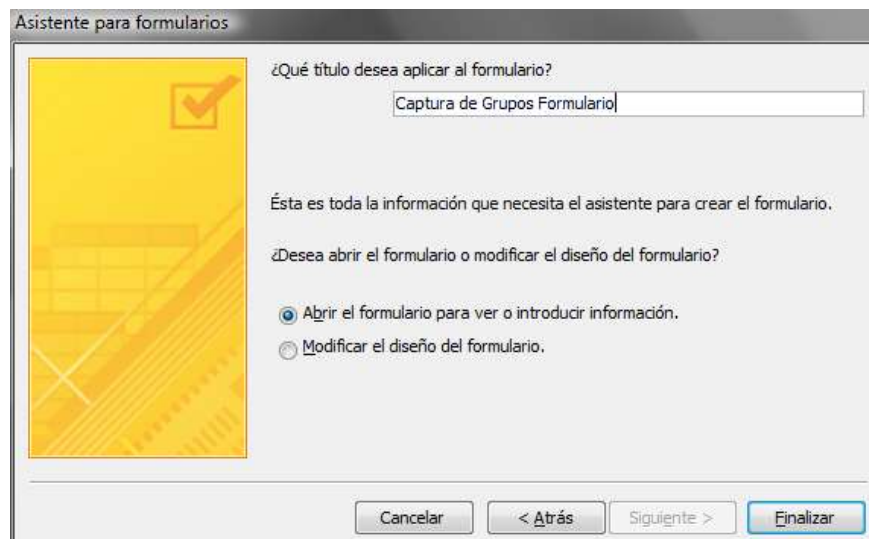 Asistente para formularios
¿Qué título desea aplicar al formulario?
Captura de Grupos Formulario
Ésta es toda la información que necesita el asistente para crear el formulario.
¿Desea abrir el formulario o modificar el diseño del formulario?
Abrir el formulario para ver o introducir información.
Modificar el diseño del formulario.
Cancelar < Atrás Siguiente > Finalizar